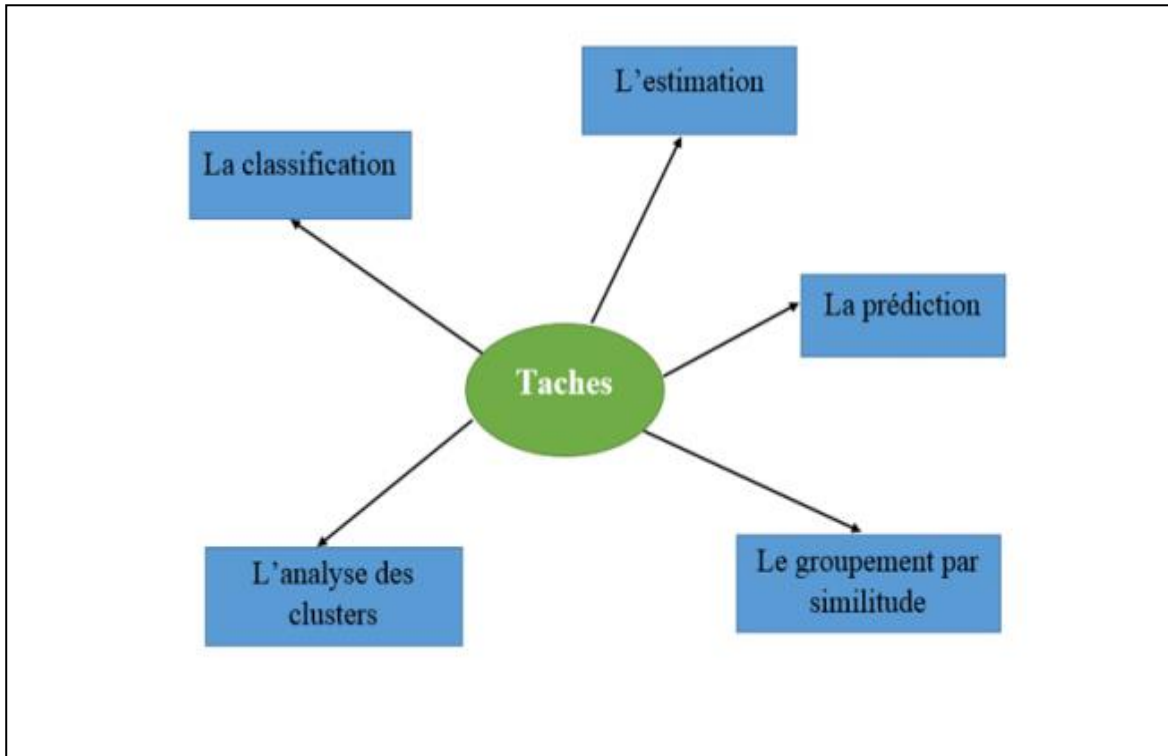 L’estimation
La classification
La prédiction
Taches
L’analyse des
clusters
Le groupement par
similitude